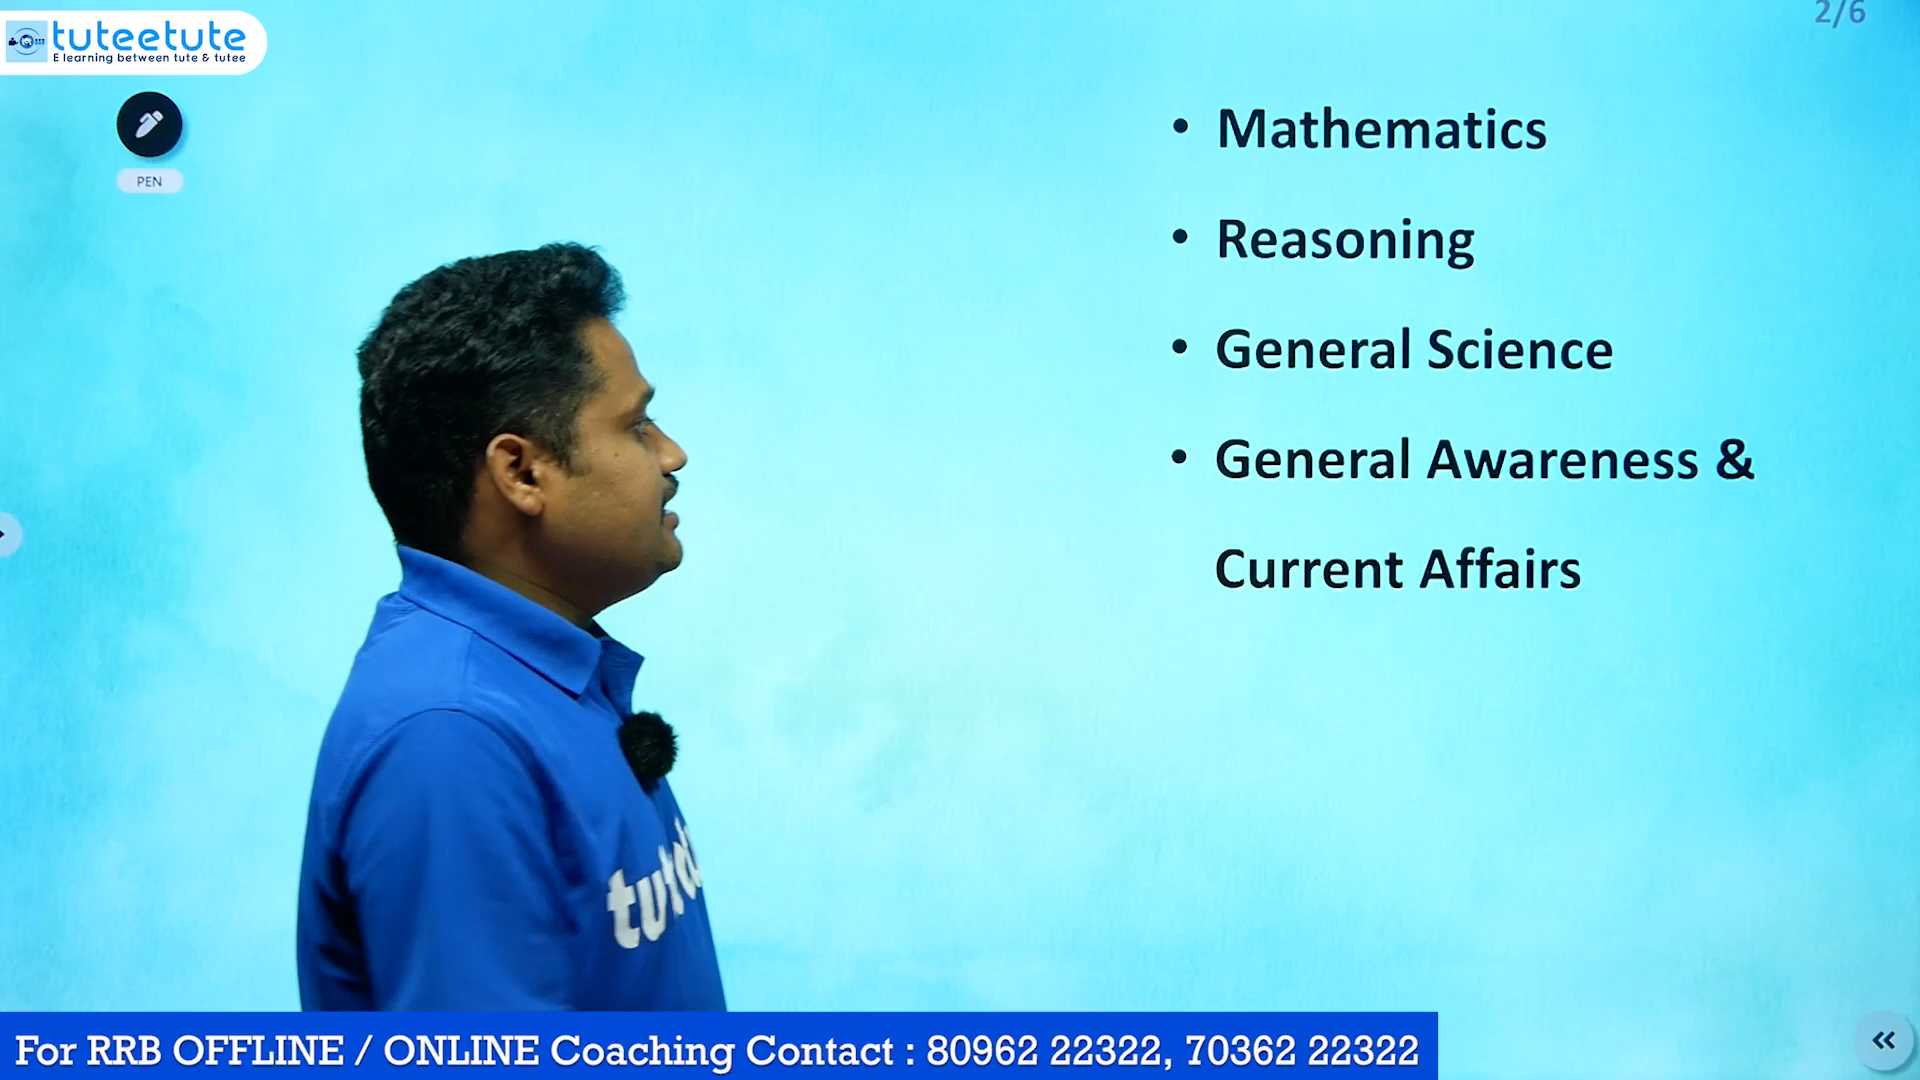 tuteetute
E learning between tute & tutee
2/6
PEN
• Mathematics
• Reasoning
• General Science
• General Awareness &
Current Affairs
For RRB OFFLINE / ONLINE Coaching Contact : 80962 22322, 70362 22322